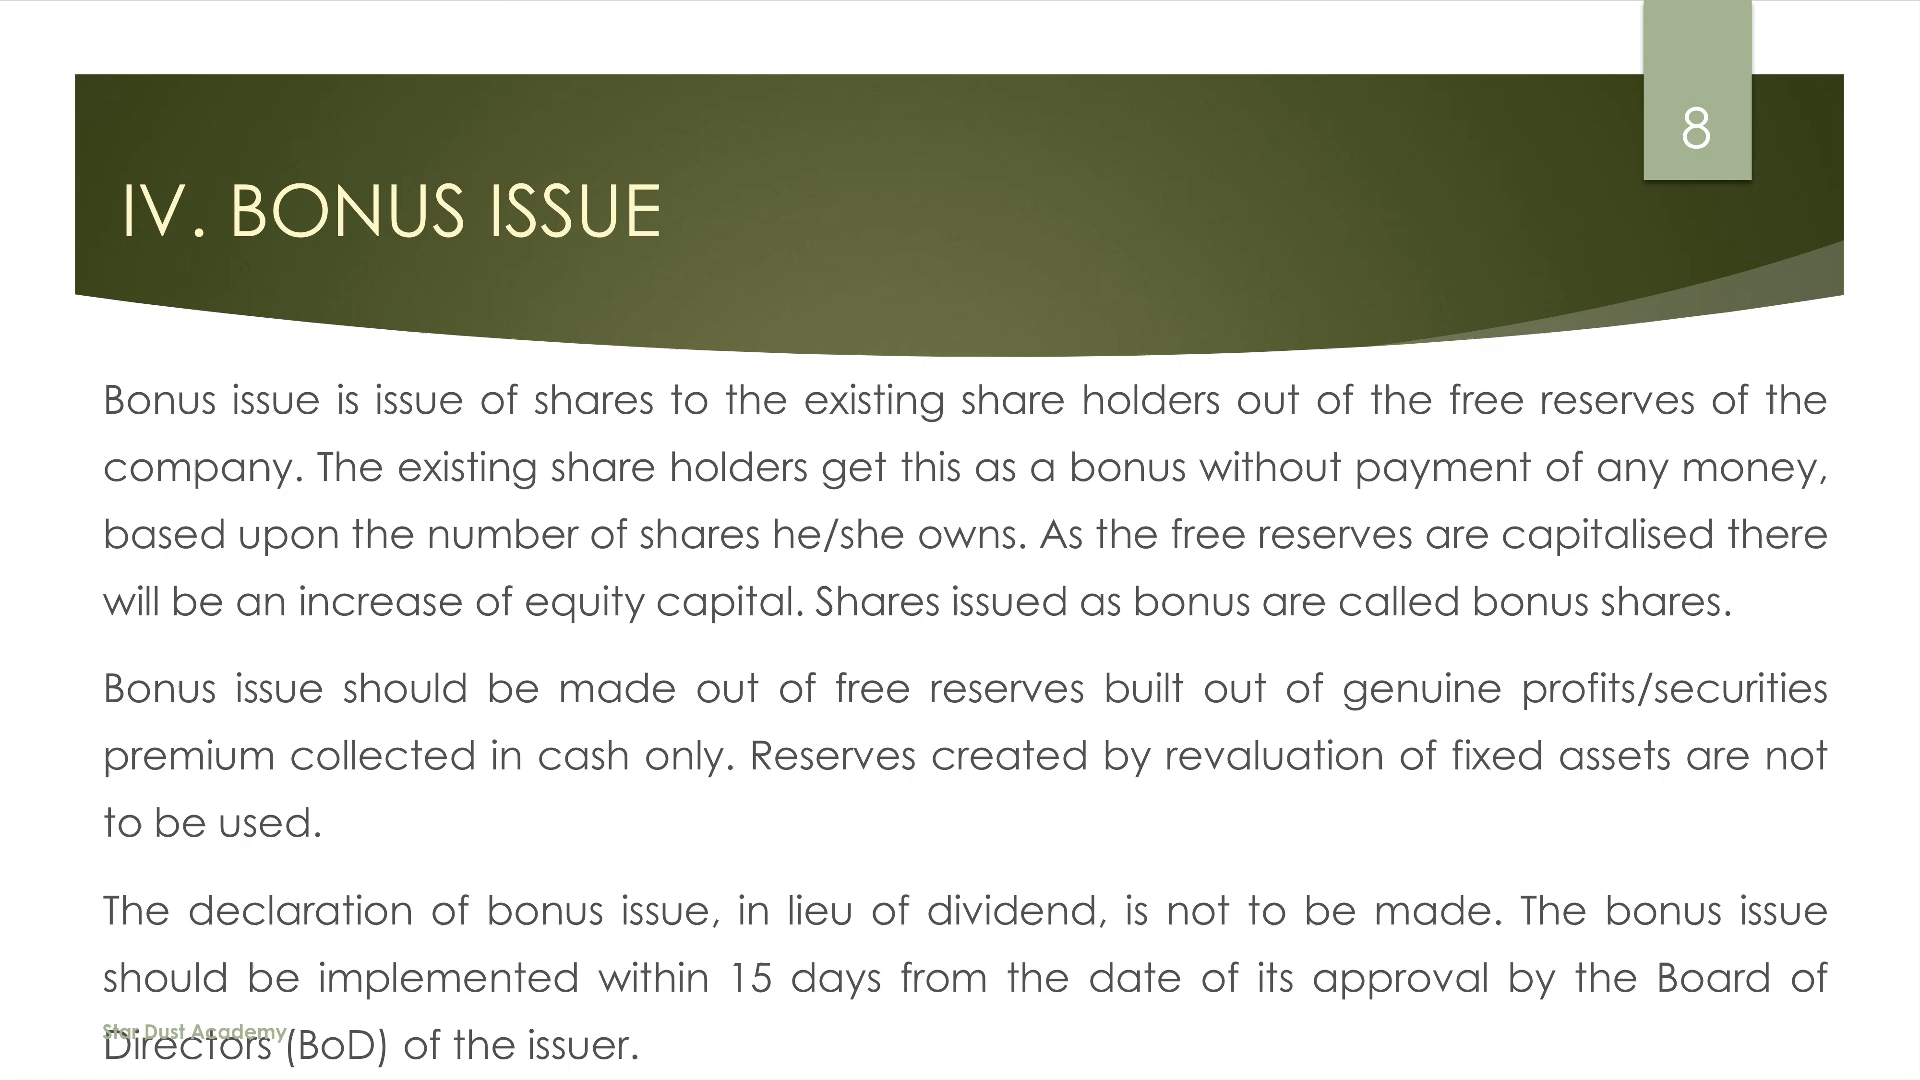 8
IV. BONUS ISSUE
Bonus issue is issue of shares to the existing share holders out of the free reserves of the
company. The existing share holders get this as a bonus without payment of any money,
based upon the number of shares he/she owns. As the free reserves are capitalised there
will be an increase of equity capital. Shares issued as bonus are called bonus shares.
Bonus issue should be made out of free reserves built out of genuine profits/securities
premium collected in cash only. Reserves created by revaluation of fixed assets are not
to be used.
The declaration of bonus issue, in lieu of dividend, is not to be made. The bonus issue
should be implemented within 15 days from the date of its approval by the Board of
Directors (BoD) of the issuer.
Star Dust Academy